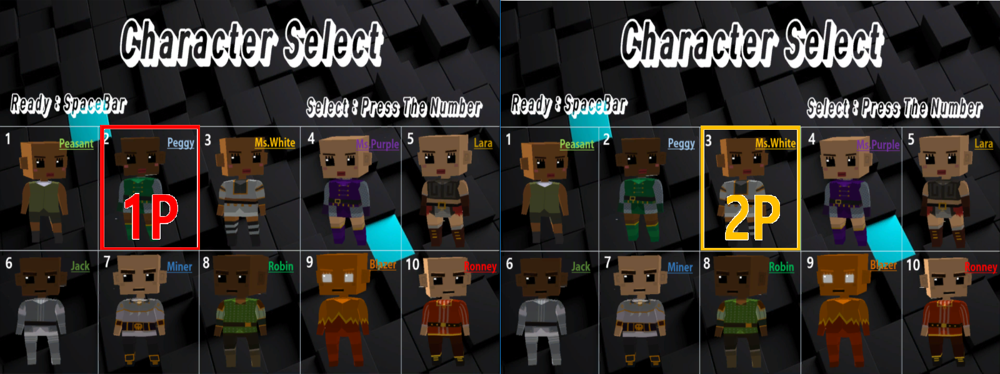 Character Select
Ready : SpaceBar
Select : Press The Number
1 Peasant
2 Peggy
3 Ms.White
4 Ms.Purple
5 Lara
1P
6 Jack
7 Miner
8 Robin
9 Blazer
10 Ronney
Character Select
Ready : SpaceBar
Select : Press The Number
1 Peasant
2 Peggy
3 Ms.White
4 Ms.Purple
5 Lara
2P
6 Jack
7 Miner
8 Robin
9 Blazer
10 Ronney